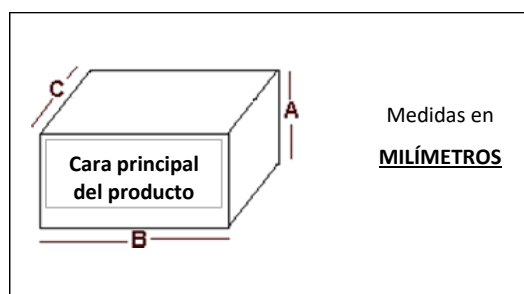 C
A
Medidas en
MILÍMETROS
Cara principal
del producto
B